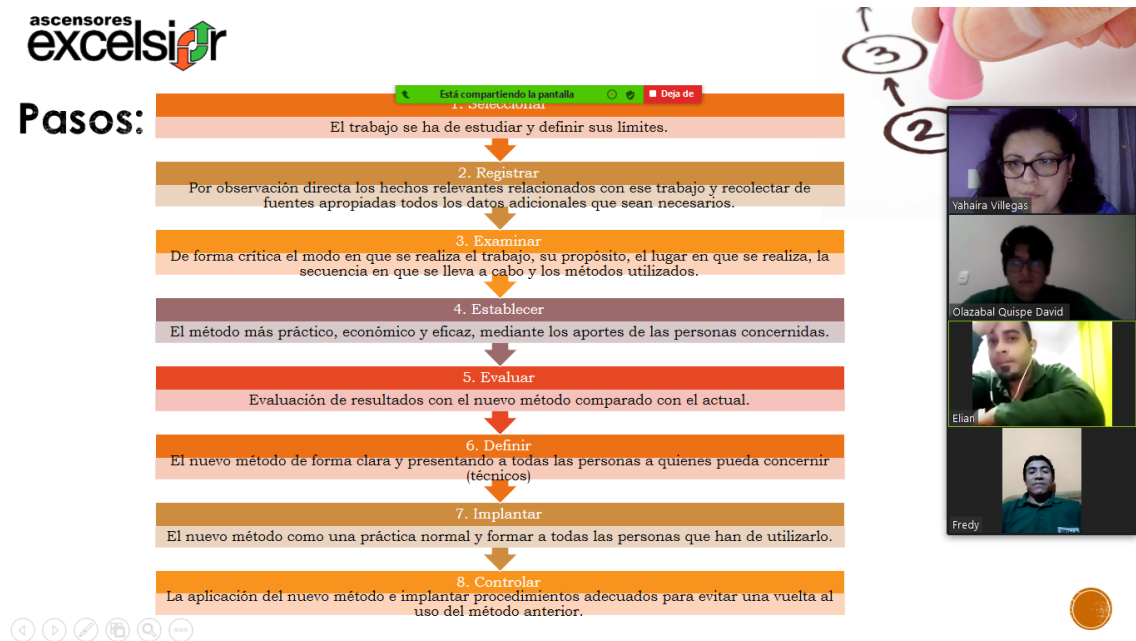 ascensores
excelsior
Pasos:
Está compartiendo la pantalla
Deja de
1. Seleccionar
El trabajo se ha de estudiar y definir sus límites.
2. Registrar
Por observación directa los hechos relevantes relacionados con ese trabajo y recolectar de
fuentes apropiadas todos los datos adicionales que sean necesarios.
3. Examinar
De forma crítica el modo en que se realiza el trabajo, su propósito, el lugar en que se realiza, la
secuencia en que se lleva a cabo y los métodos utilizados.
4. Establecer
El método más práctico, económico y eficaz, mediante los aportes de las personas concernidas.
5. Evaluar
Evaluación de resultados con el nuevo método comparado con el actual.
6. Definir
El nuevo método de forma clara y presentando a todas las personas a quienes pueda concernir
(técnicos)
7. Implantar
El nuevo método como una práctica normal y formar a todas las personas que han de utilizarlo.
8. Controlar
La aplicación del nuevo método e implantar procedimientos adecuados para evitar una vuelta al
uso del método anterior.
3
2
Yahaira Villegas
Olazabal Quispe David
Elian
Fredy